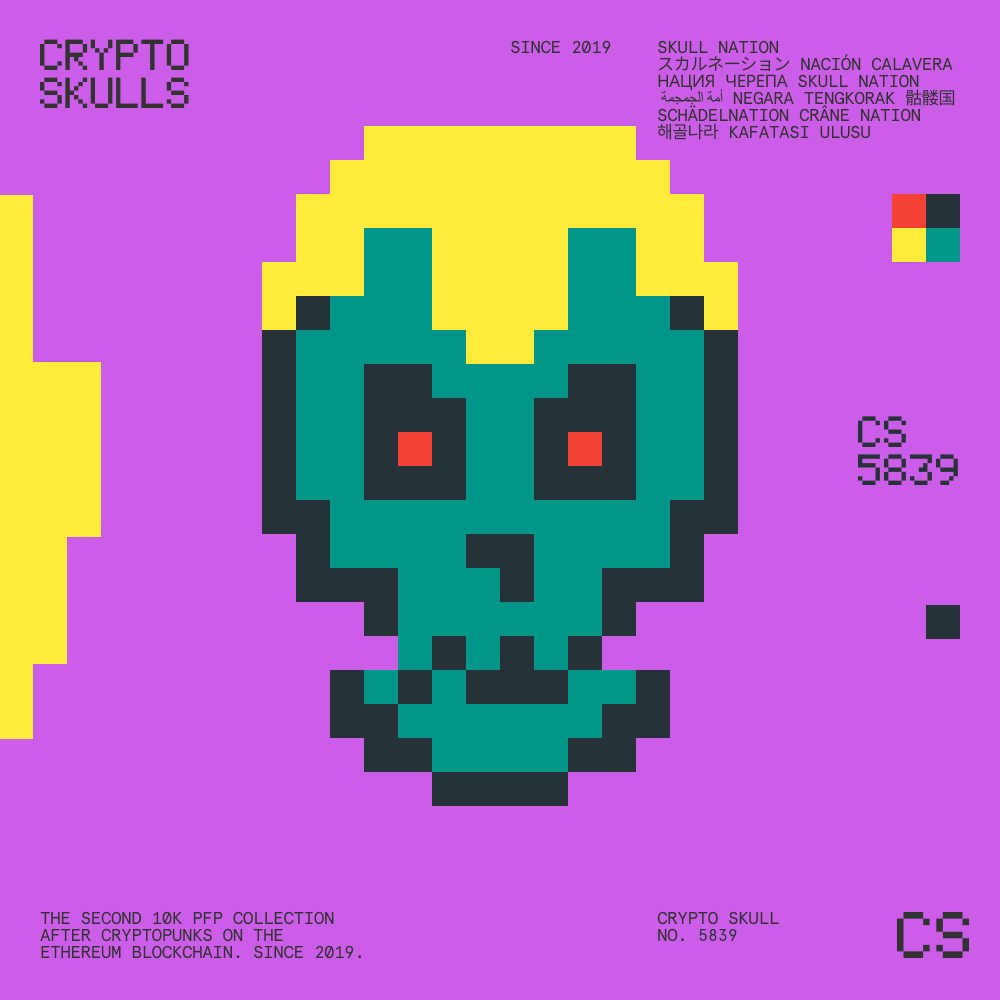 CRYPTO
SKULLS
SINCE 2019
SKULL NATION
スカルネーション NACIÓN CALAVERA
НАЦИЯ ЧЕРЕПА SKULL NATION
أمة الجمجمة NEGARA TENGKORAK 骷髅国
SCHÄDELNATION CRÂNE NATION
해골나라 KAFATASI ULUSU
CS
5839
THE SECOND 10K PFP COLLECTION
AFTER CRYPTOPUNKS ON THE
ETHEREUM BLOCKCHAIN. SINCE 2019.
CRYPTO SKULL
NO. 5839
CS